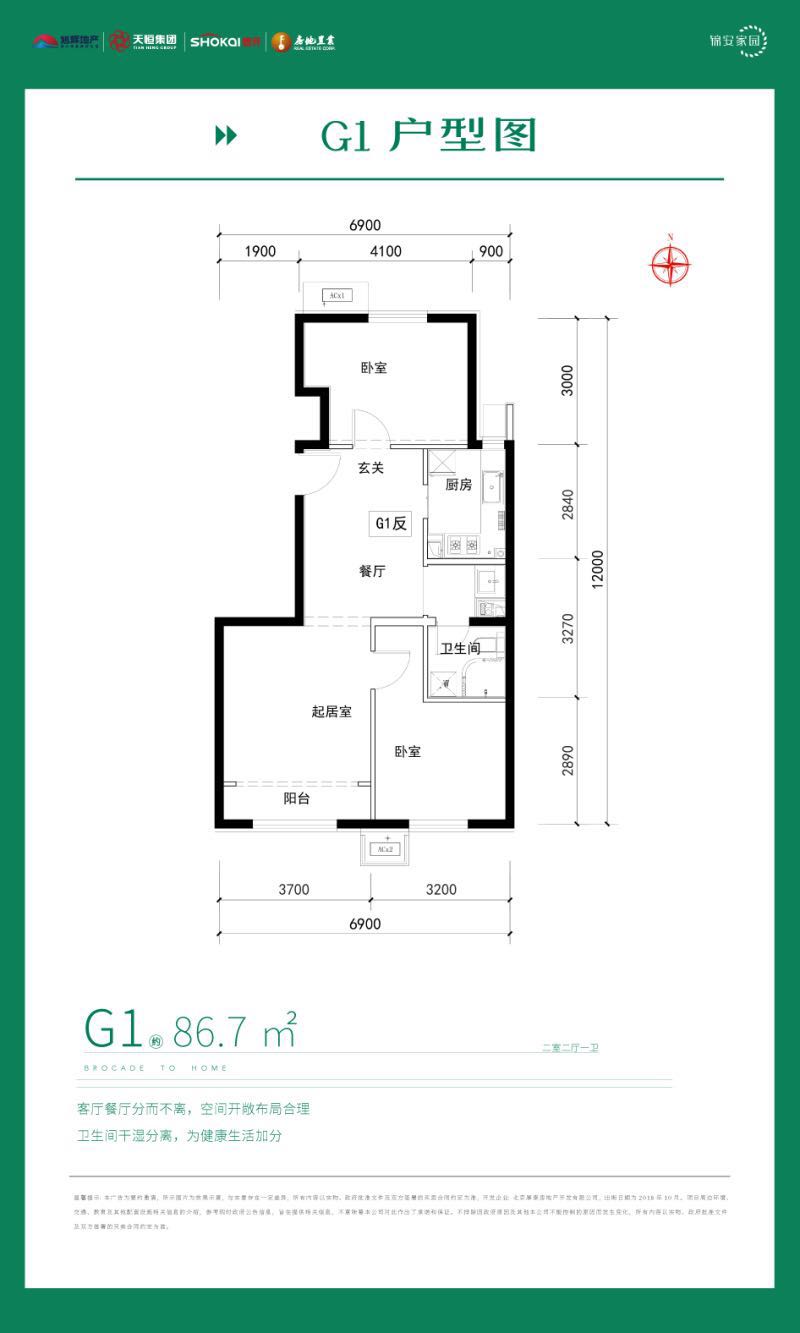 旭辉地产
天恒集团
TIAN HENG GROUP
SHOKAI 首开
房地置业
REAL ESTATE CORP.
锦安家园
G1 户型图
6900
1900 4100 900
N
ACx1
卧室
3000
玄关
厨房
2840
G1反
餐厅
12000
3270
卫生间
起居室
卧室
2890
阳台
ACx2
3700 3200
6900
G1 约 86.7 m²
二室二厅一卫
BROCADE TO HOME
客厅餐厅分而不离，空间开敞布局合理
卫生间干湿分离，为健康生活加分